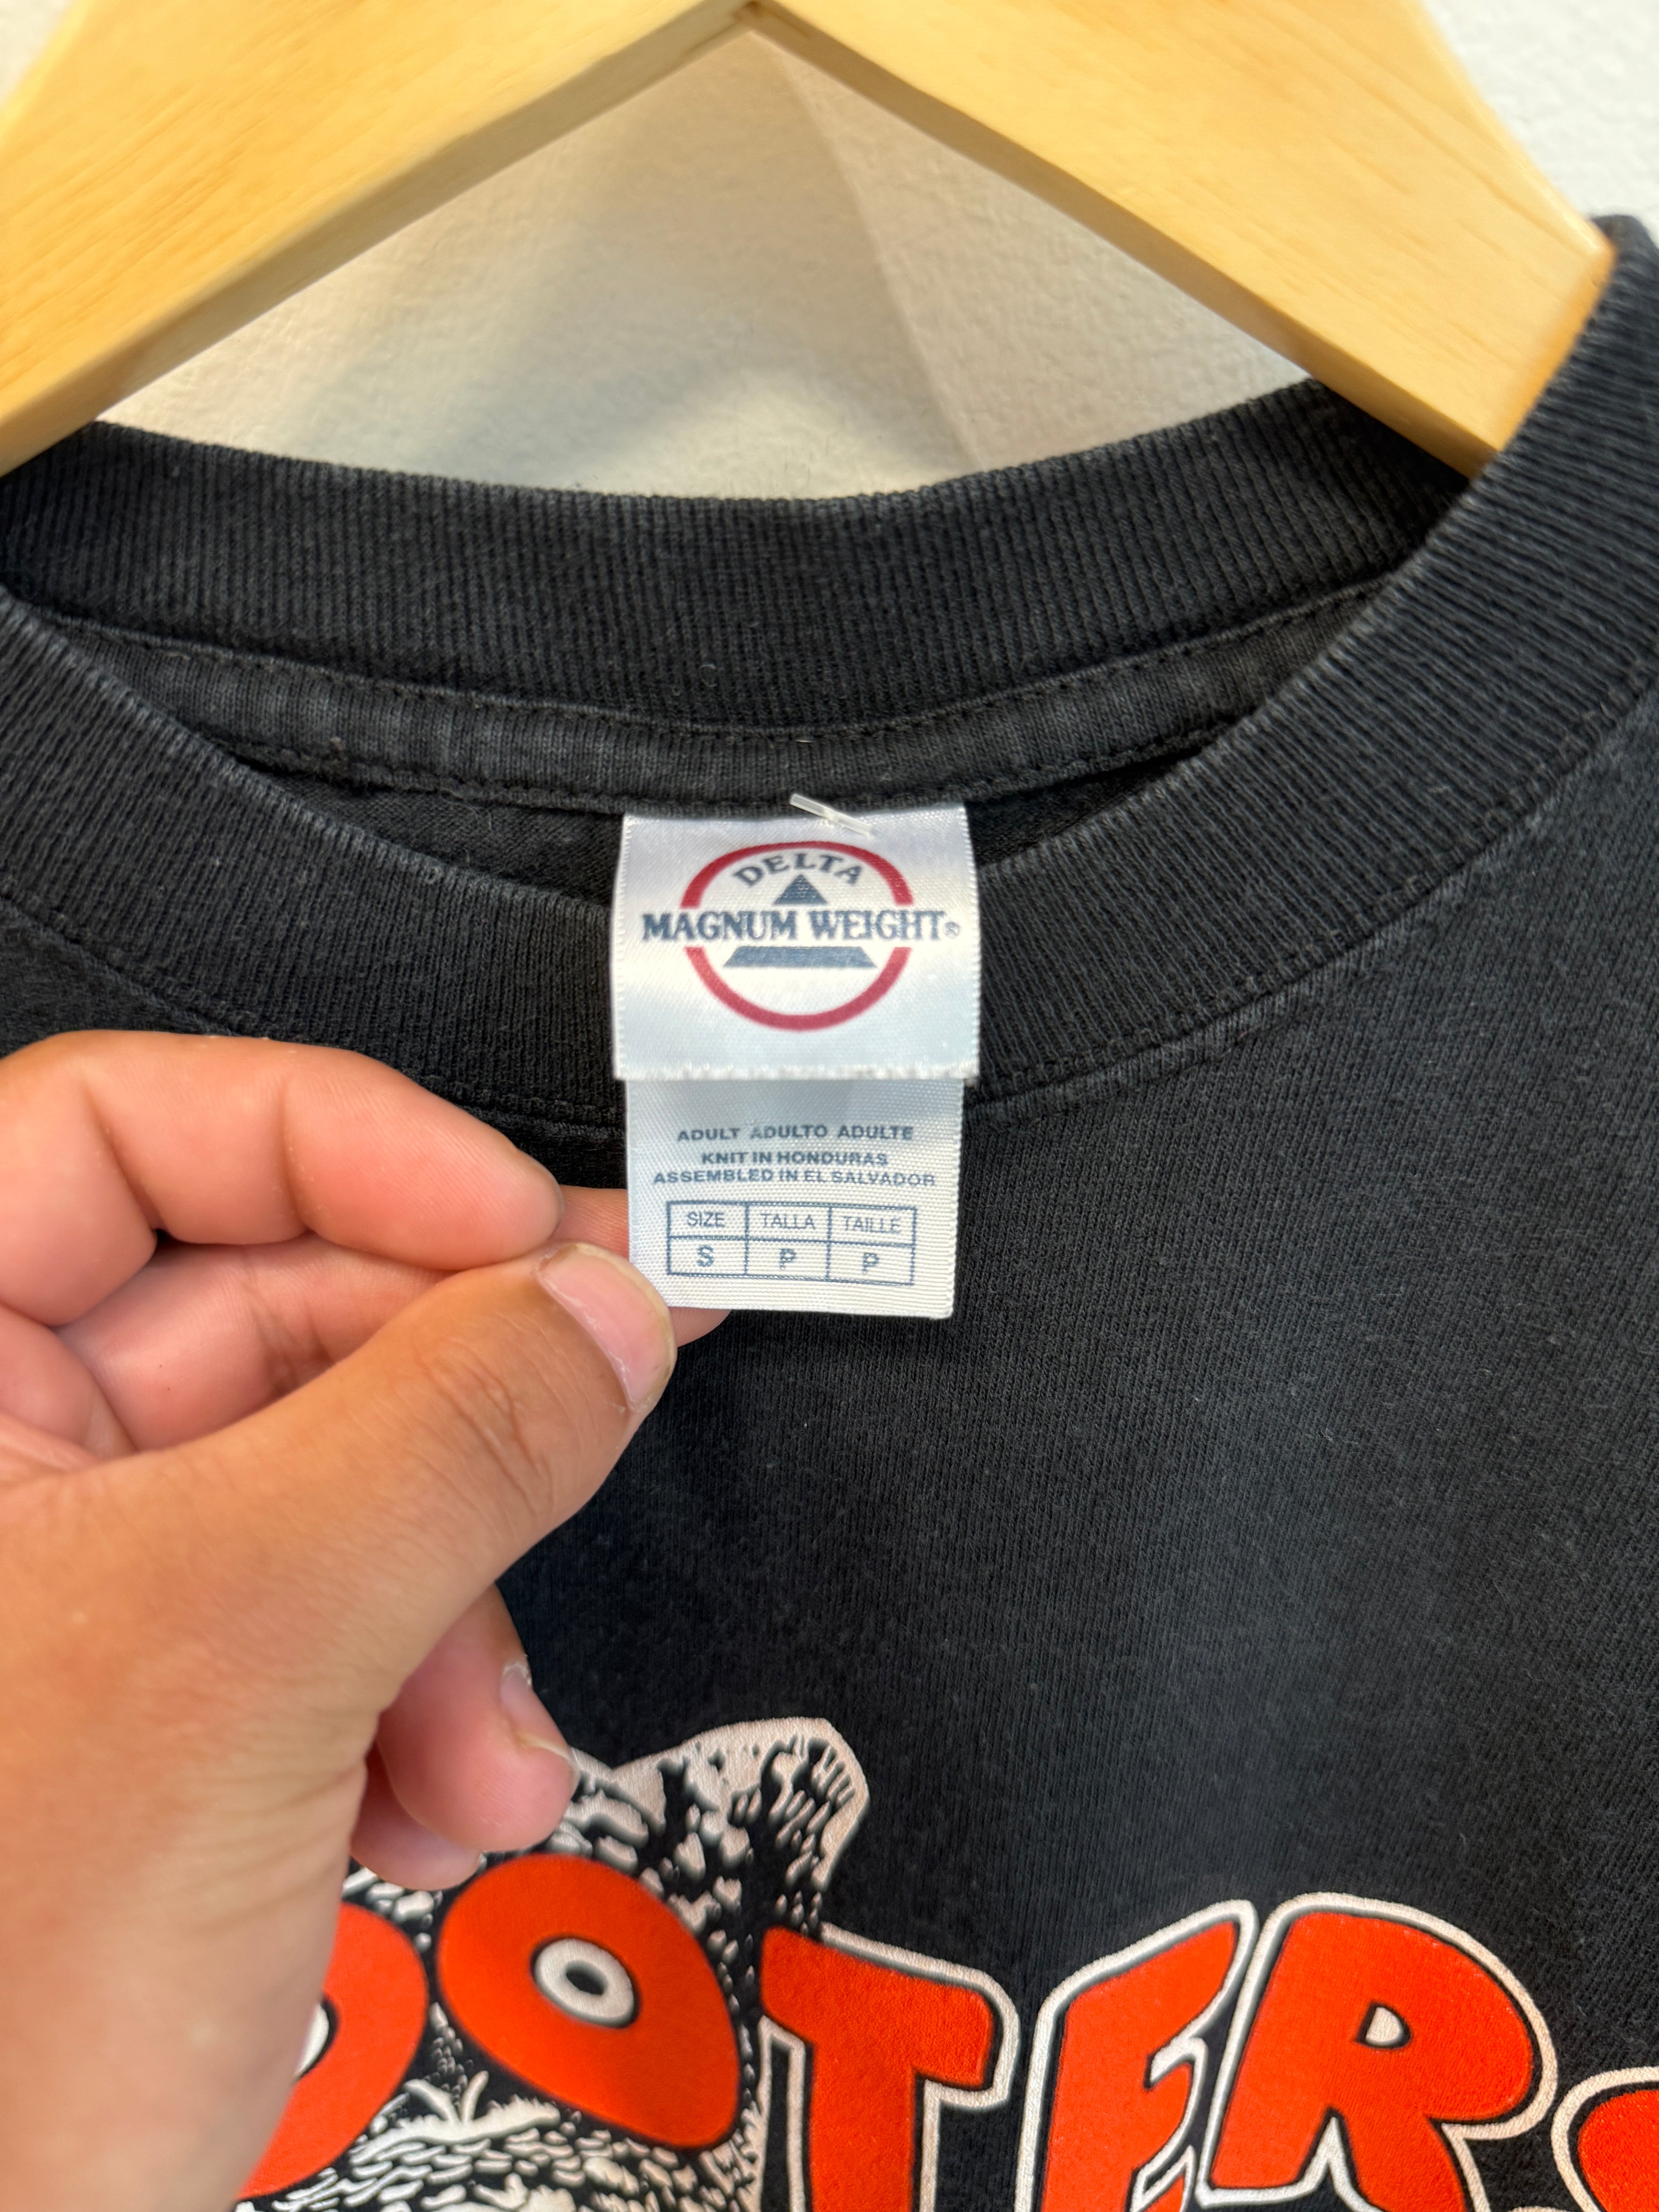 DELTA
MAGNUM WEIGHT®
ADULT ADULTO ADULTE
KNIT IN HONDURAS
ASSEMBLED IN EL SALVADOR
SIZE TALLA TAILLE
S P P
OOTERS